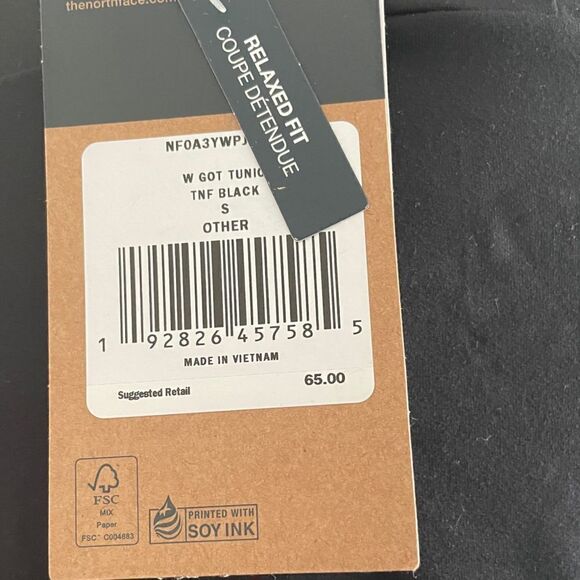 thenorthface.com
RELAXED FIT
COUPE DÉTENDUE
NF0A3YWPJ
W GOT TUNIC
TNF BLACK
S
OTHER
1 92826 45758 5
MADE IN VIETNAM
Suggested Retail 65.00
FSC
MIX
Paper
FSC® C004683
PRINTED WITH
SOY INK